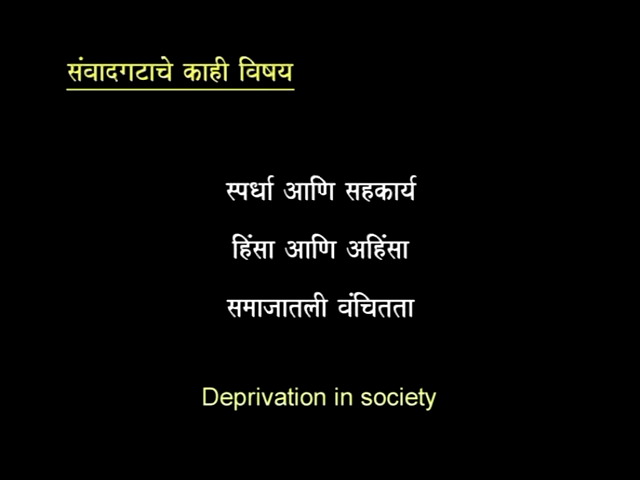 संवादगटाचे काही विषय
स्पर्धा आणि सहकार्य
हिंसा आणि अहिंसा
समाजातली वंचितता
Deprivation in society